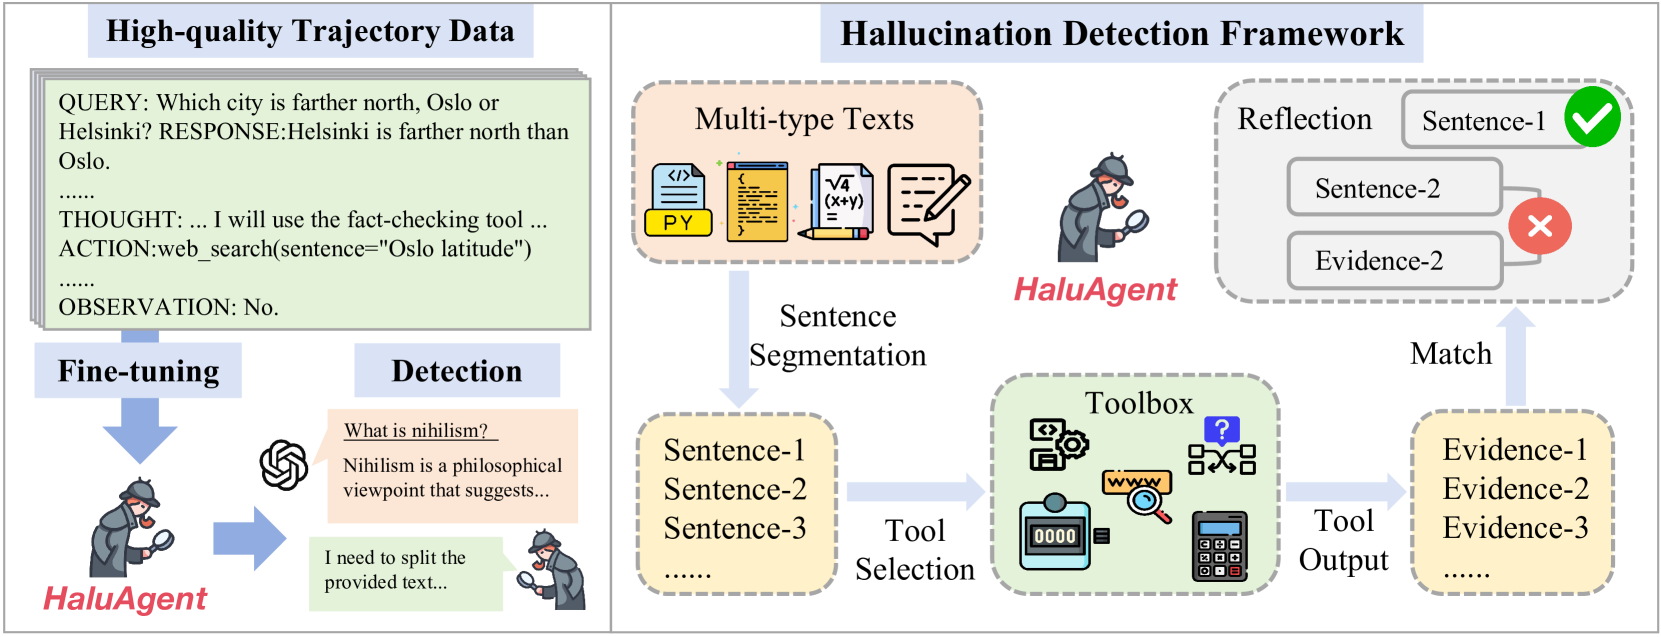 High-quality Trajectory Data
QUERY: Which city is farther north, Oslo or
Helsinki? RESPONSE:Helsinki is farther north than
Oslo.
......
THOUGHT: ... I will use the fact-checking tool ...
ACTION:web_search(sentence="Oslo latitude")
......
OBSERVATION: No.
Fine-tuning
HaluAgent
Detection
What is nihilism?
Nihilism is a philosophical
viewpoint that suggests...
I need to split the
provided text...
Hallucination Detection Framework
Multi-type Texts
</>
PY
{
}
√4
(x+y)
=
Sentence
Segmentation
Sentence-1
Sentence-2
Sentence-3
......
Tool
Selection
Toolbox
<>
?
www
0000
Tool
Output
Evidence-1
Evidence-2
Evidence-3
......
Match
HaluAgent
Reflection
Sentence-1
Sentence-2
Evidence-2